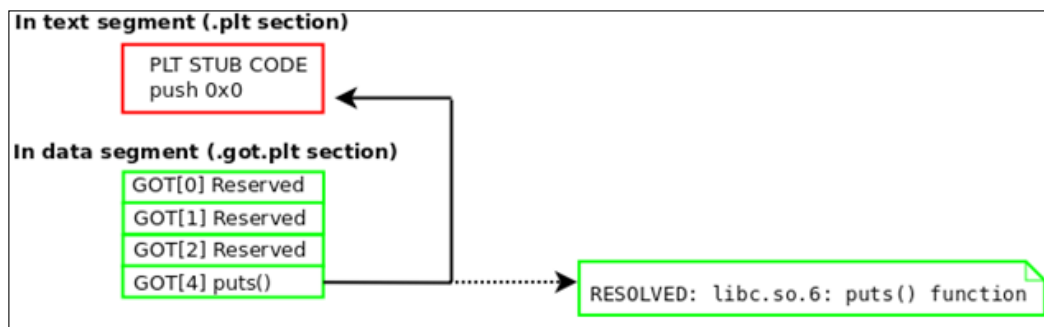 In text segment (.plt section)
PLT STUB CODE
push 0x0
In data segment (.got.plt section)
GOT[0] Reserved
GOT[1] Reserved
GOT[2] Reserved
GOT[4] puts()
RESOLVED: libc.so.6: puts() function